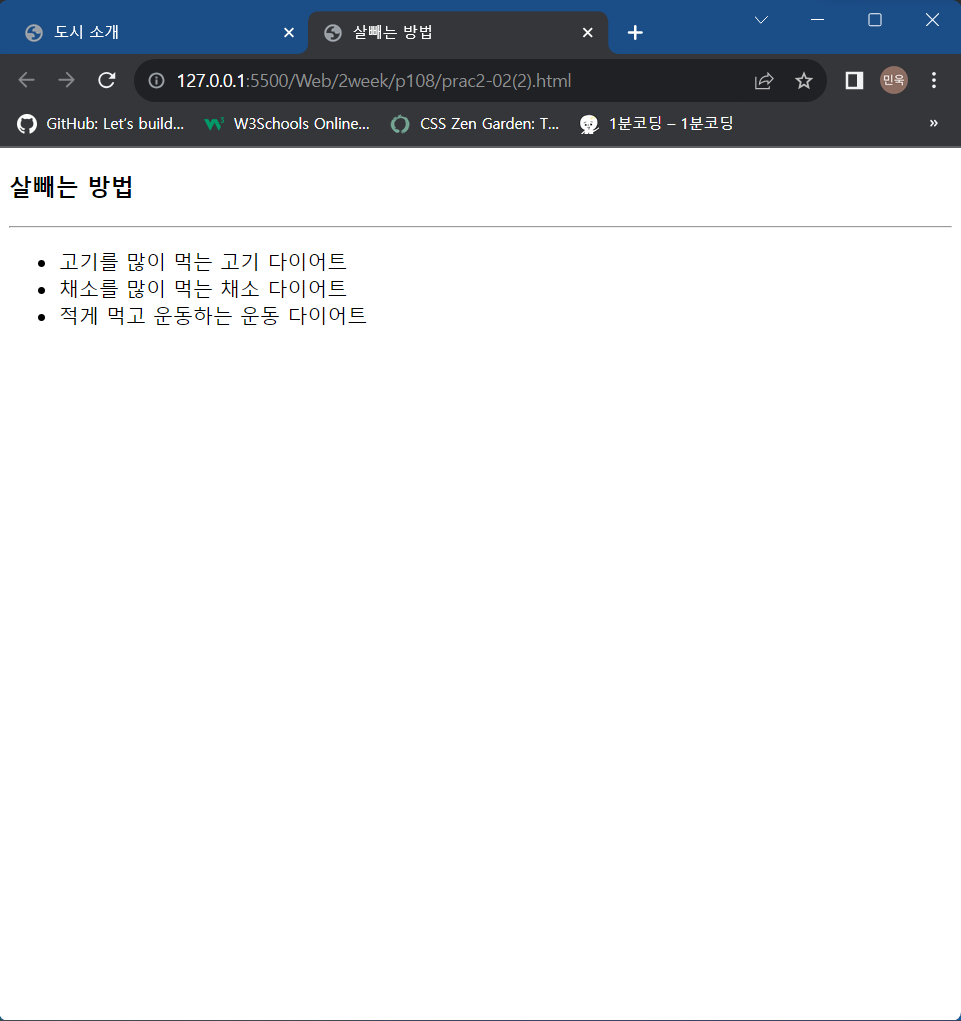 도시 소개
살빼는 방법
127.0.0.1:5500/Web/2week/p108/prac2-02(2).html
민욱
GitHub: Let's build...
W3Schools Online...
CSS Zen Garden: T...
1분코딩 – 1분코딩
»
살빼는 방법
고기를 많이 먹는 고기 다이어트
채소를 많이 먹는 채소 다이어트
적게 먹고 운동하는 운동 다이어트